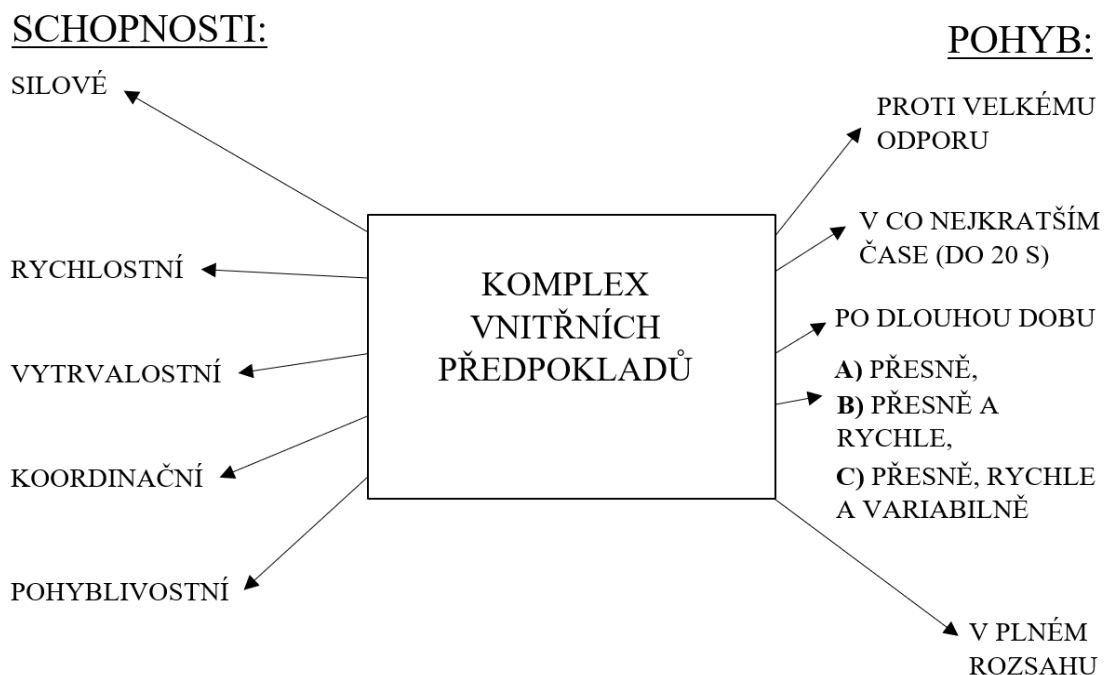 SCHOPNOSTI:
SILOVÉ
RYCHLOSTNÍ
VYTRVALOSTNÍ
KOORDINAČNÍ
POHYBLIVOSTNÍ
KOMPLEX
VNITŘNÍCH
PŘEDPOKLADŮ
POHYB:
PROTI VELKÉMU
ODPORU
V CO NEJKRATŠÍM
ČASE (DO 20 S)
PO DLOUHOU DOBU
A) PŘESNĚ,
B) PŘESNĚ A
RYCHLE,
C) PŘESNĚ, RYCHLE
A VARIABILNĚ
V PLNÉM
ROZSAHU